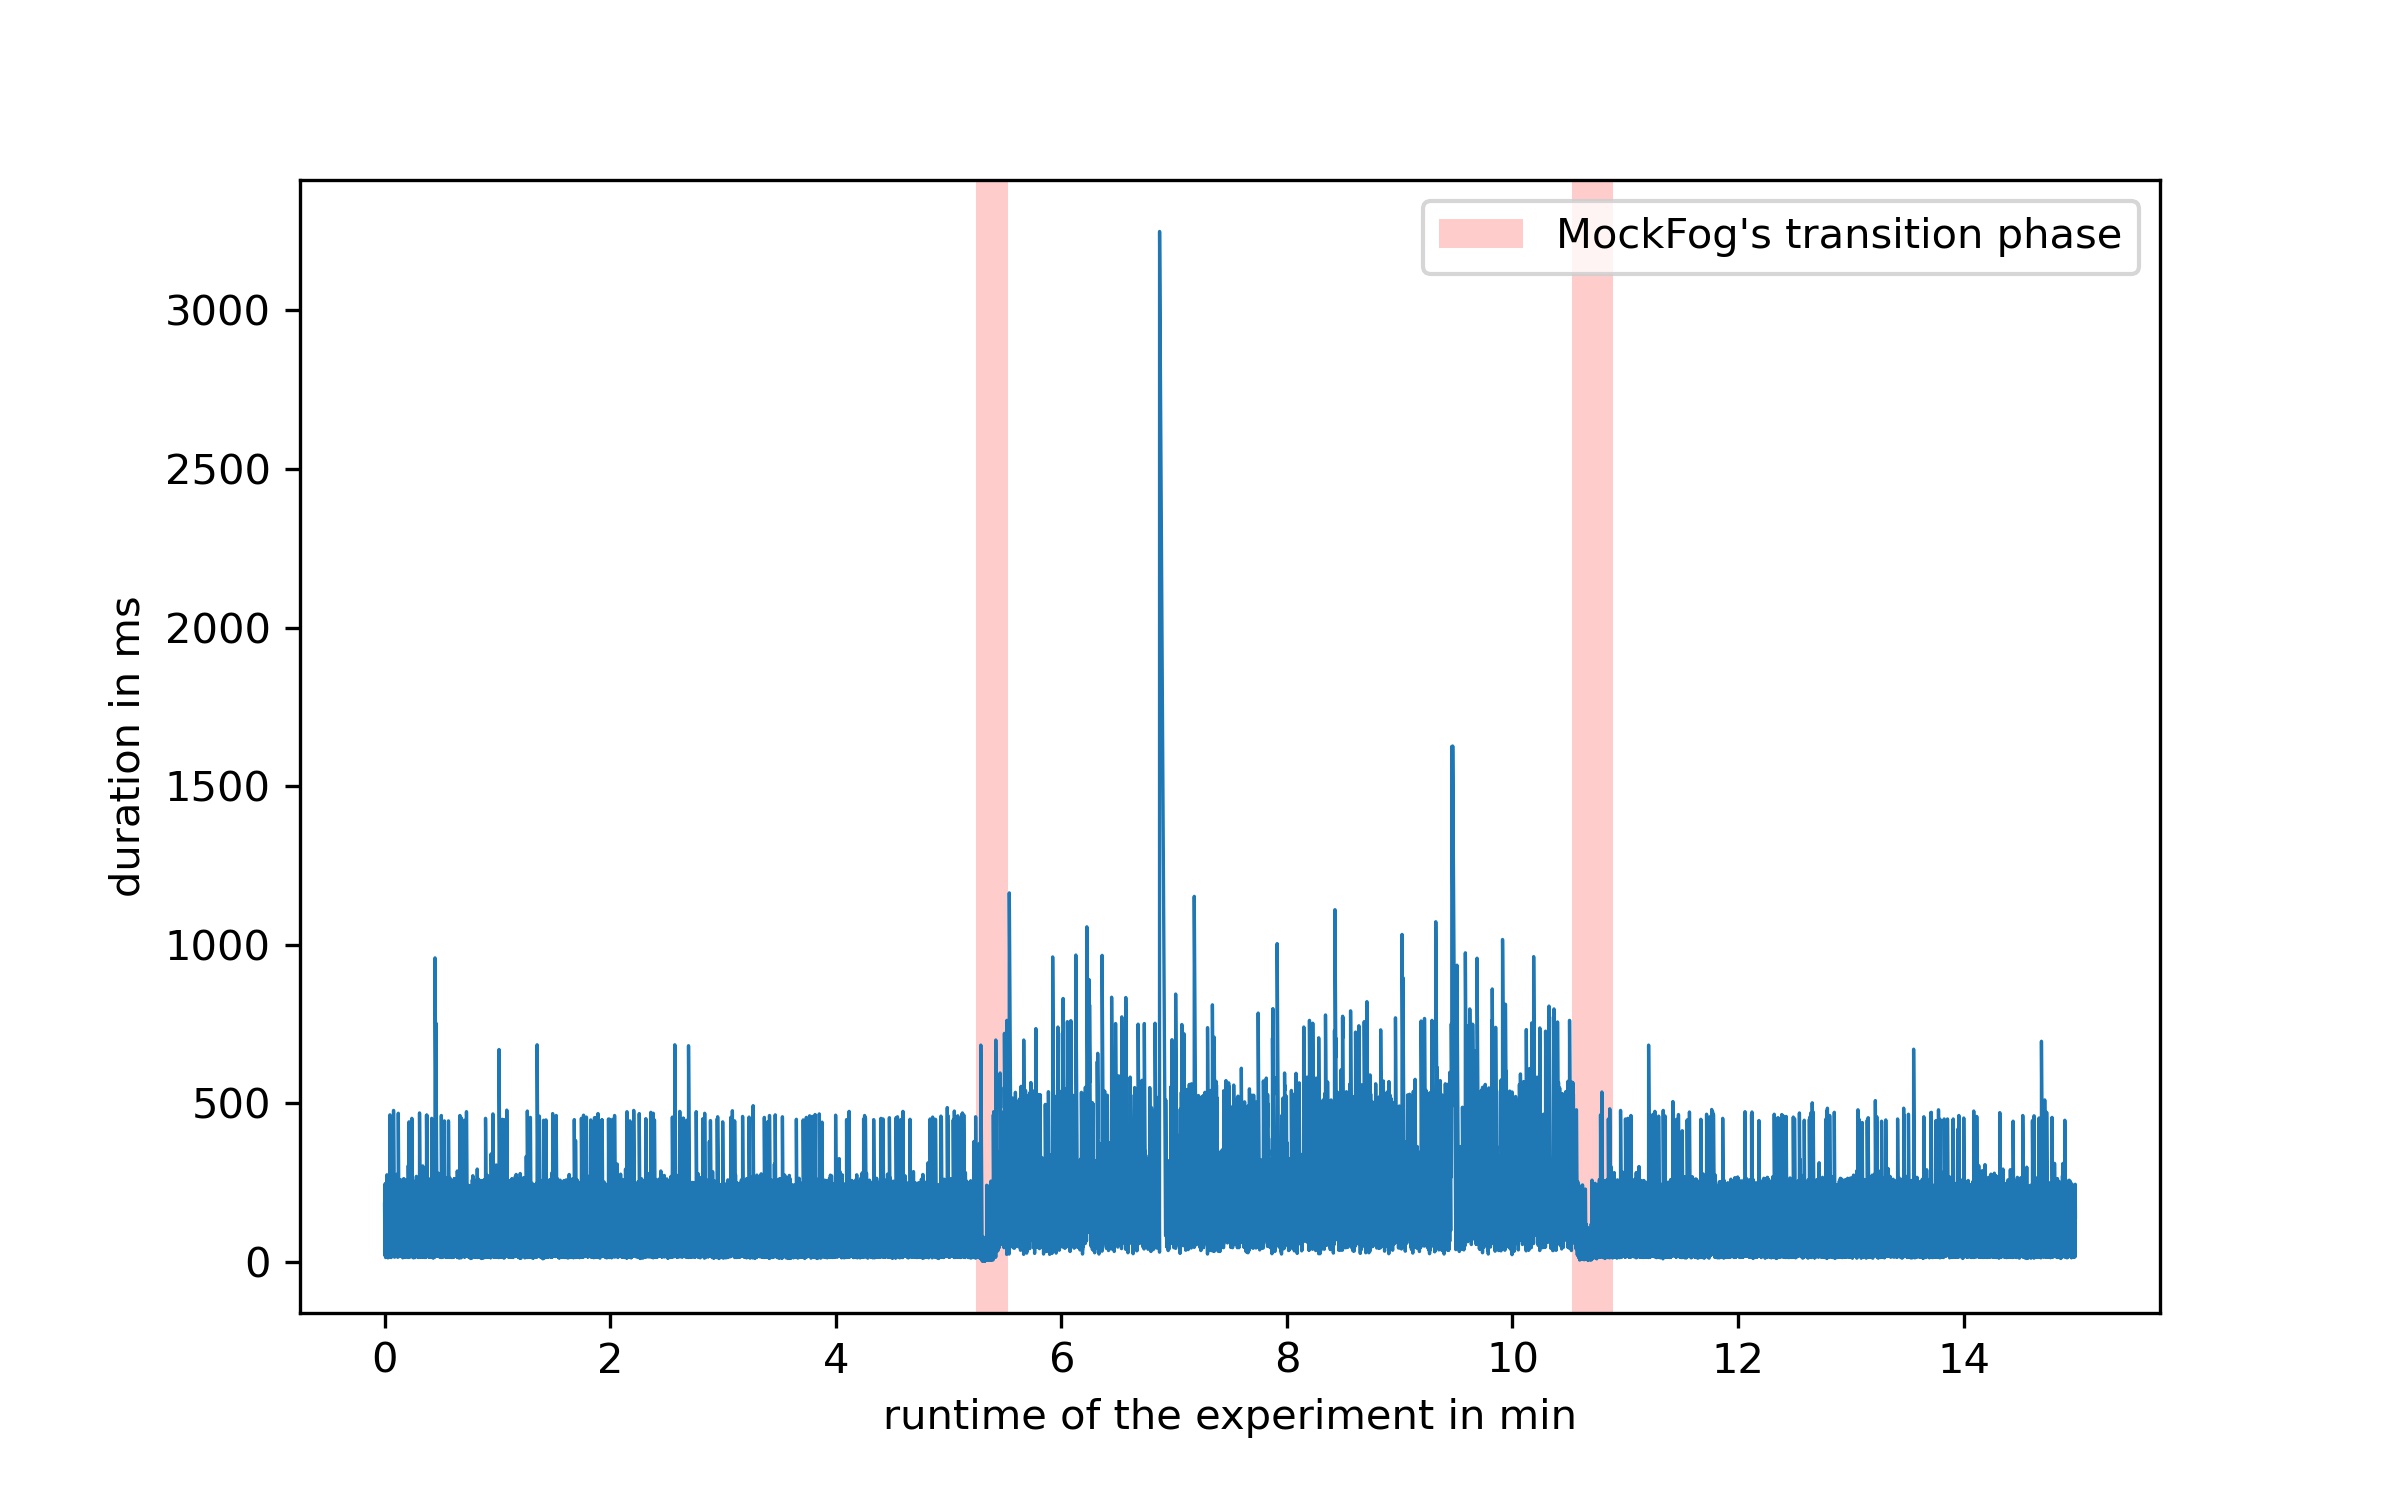 MockFog's transition phase
3000
2500
2000
1500
1000
500
0
duration in ms
0 2 4 6 8 10 12 14
runtime of the experiment in min